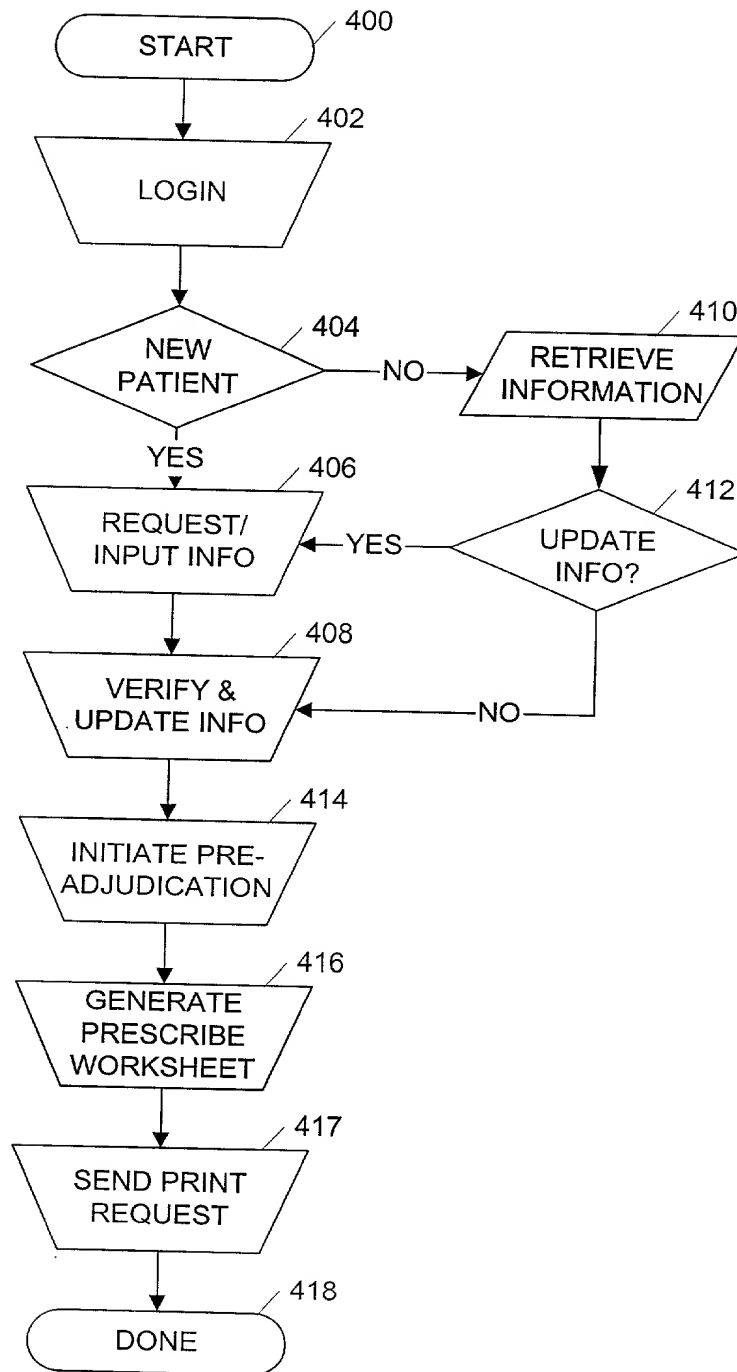 START
400
402
LOGIN
404
NEW
PATIENT
NO
410
RETRIEVE
INFORMATION
YES
406
REQUEST/
INPUT INFO
YES
412
UPDATE
INFO?
408
VERIFY &
UPDATE INFO
NO
414
INITIATE PRE-
ADJUDICATION
416
GENERATE
PRESCRIBE
WORKSHEET
417
SEND PRINT
REQUEST
418
DONE